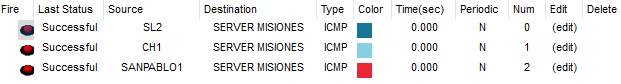 Fire Last Status Source Destination Type Color Time(sec) Periodic Num Edit Delete
Successful SL2 SERVER MISIONES ICMP 0.000 N 0 (edit)
Successful CH1 SERVER MISIONES ICMP 0.000 N 1 (edit)
Successful SANPABLO1 SERVER MISIONES ICMP 0.000 N 2 (edit)